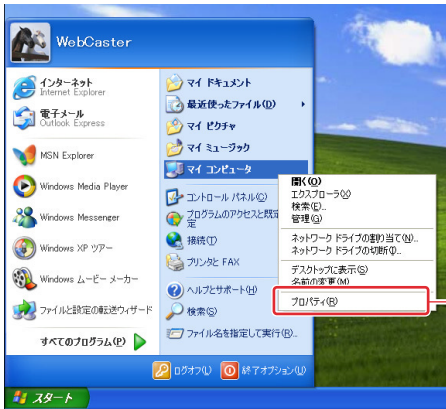 WebCaster
インターネット
Internet Explorer
電子メール
Outlook Express
MSN Explorer
Windows Media Player
Windows Messenger
Windows XP ツアー
Windows ムービー メーカー
ファイルと設定の転送ウィザード
すべてのプログラム(P)
マイ ドキュメント
最近使ったファイル(D)
マイ ピクチャ
マイ ミュージック
マイ コンピュータ
コントロール パネル(C)
プログラムのアクセスと既定
定
接続(T)
プリンタと FAX
ヘルプとサポート(H)
検索(S)
ファイル名を指定して実行(R)...
開く(O)
エクスプローラ(X)
検索(E)...
管理(G)
ネットワーク ドライブの割り当て(N)...
ネットワーク ドライブの切断(I)...
デスクトップに表示(S)
名前の変更(M)
プロパティ(R)
ログオフ(L)
終了オプション(U)
スタート